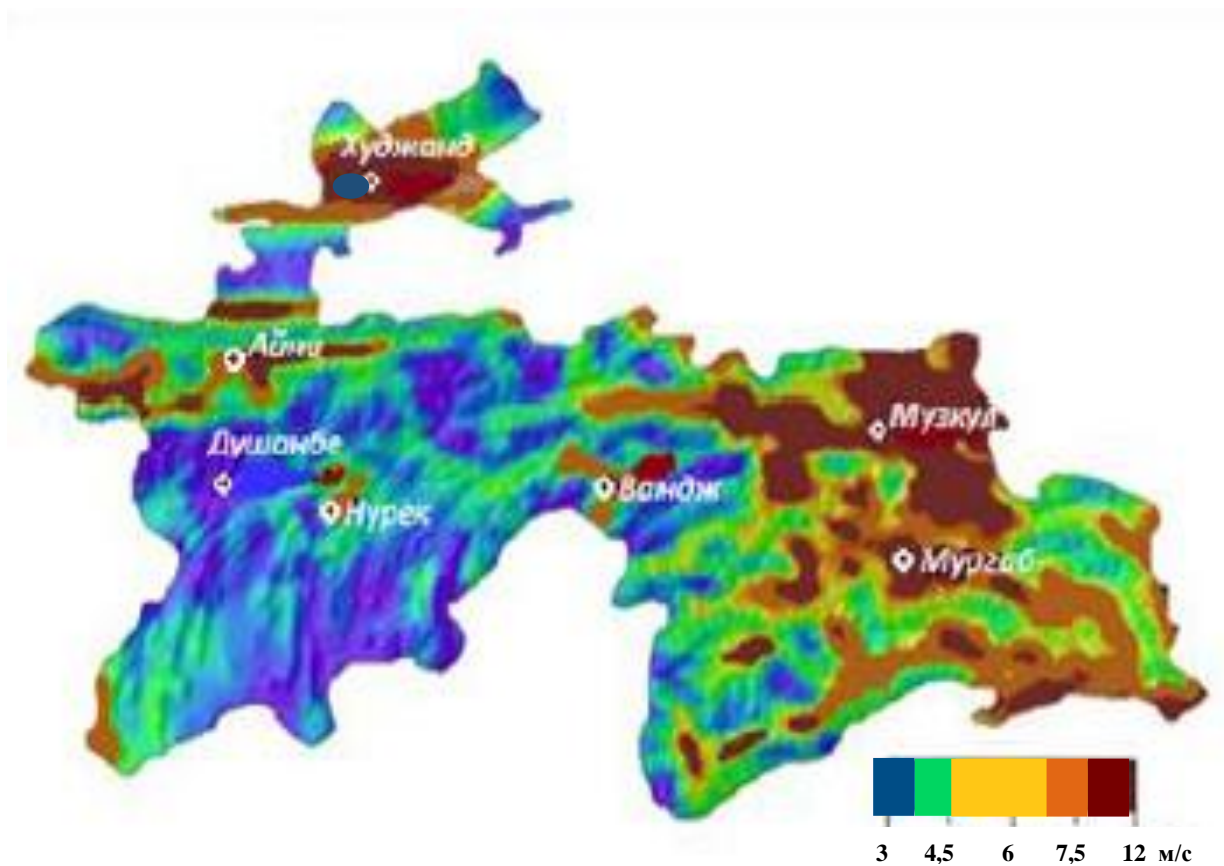 Худжанд
Айни
Душанбе
Нурек
Вандж
Музкул
Мургаб
3 4,5 6 7,5 12 м/с